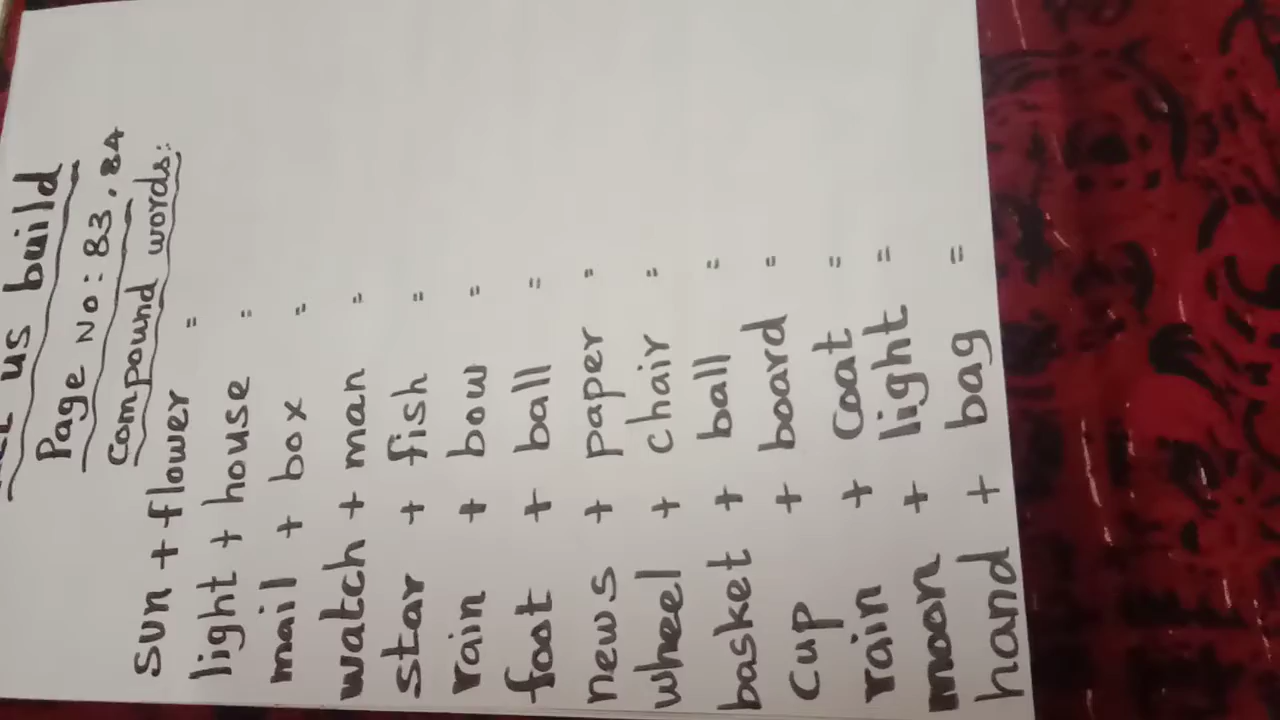 us build
Page No: 83.84
Compound words:
sun + flower =
light + house =
mail + box =
watch + man =
star + fish =
rain + bow =
foot + ball =
news + paper =
wheel + chair =
basket + ball =
cup + board =
rain + coat =
moon + light =
hand + bag =